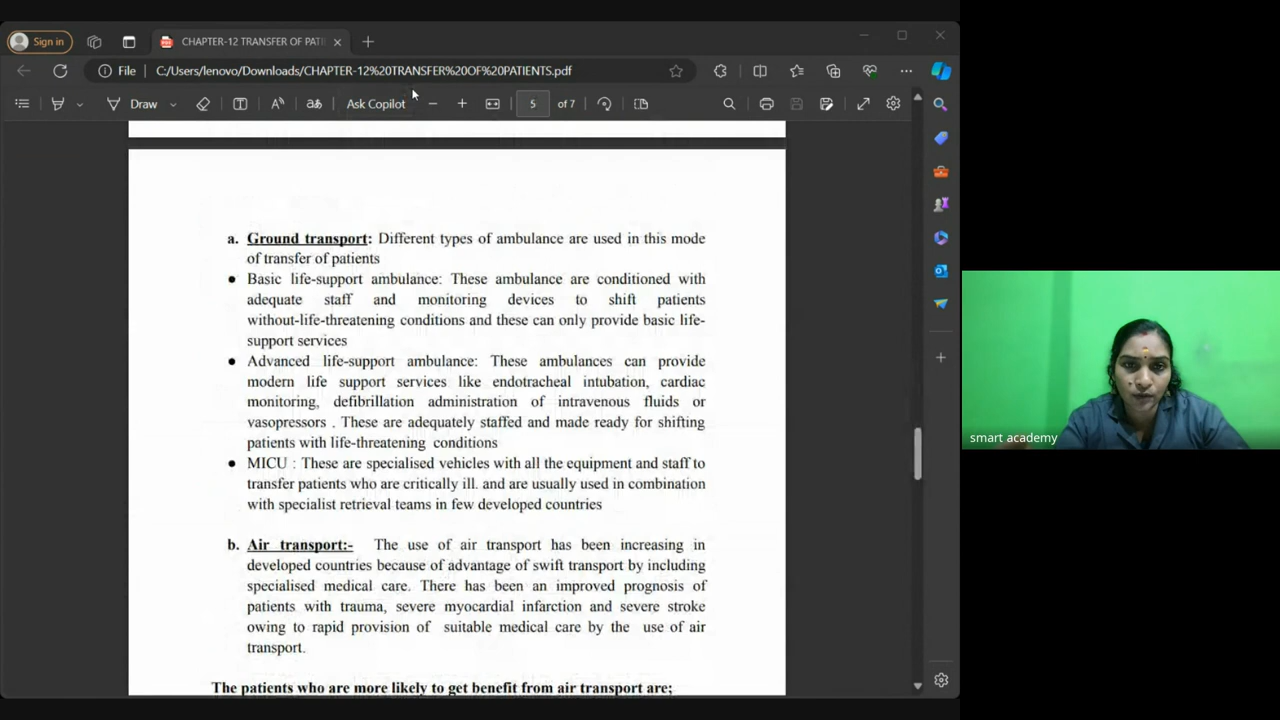 Sign in
CHAPTER-12 TRANSFER OF PATI
File
C:/Users/lenovo/Downloads/CHAPTER-12%20TRANSFER%20OF%20PATIENTS.pdf
Draw
Ask Copilot
5
of 7
a. Ground transport: Different types of ambulance are used in this mode
of transfer of patients
● Basic life-support ambulance: These ambulance are conditioned with
adequate staff and monitoring devices to shift patients
without-life-threatening conditions and these can only provide basic life-
support services
● Advanced life-support ambulance: These ambulances can provide
modern life support services like endotracheal intubation, cardiac
monitoring, defibrillation administration of intravenous fluids or
vasopressors . These are adequately staffed and made ready for shifting
patients with life-threatening conditions
● MICU : These are specialised vehicles with all the equipment and staff to
transfer patients who are critically ill. and are usually used in combination
with specialist retrieval teams in few developed countries
b. Air transport:- The use of air transport has been increasing in
developed countries because of advantage of swift transport by including
specialised medical care. There has been an improved prognosis of
patients with trauma, severe myocardial infarction and severe stroke
owing to rapid provision of suitable medical care by the use of air
transport.
The patients who are more likely to get benefit from air transport are;
smart academy